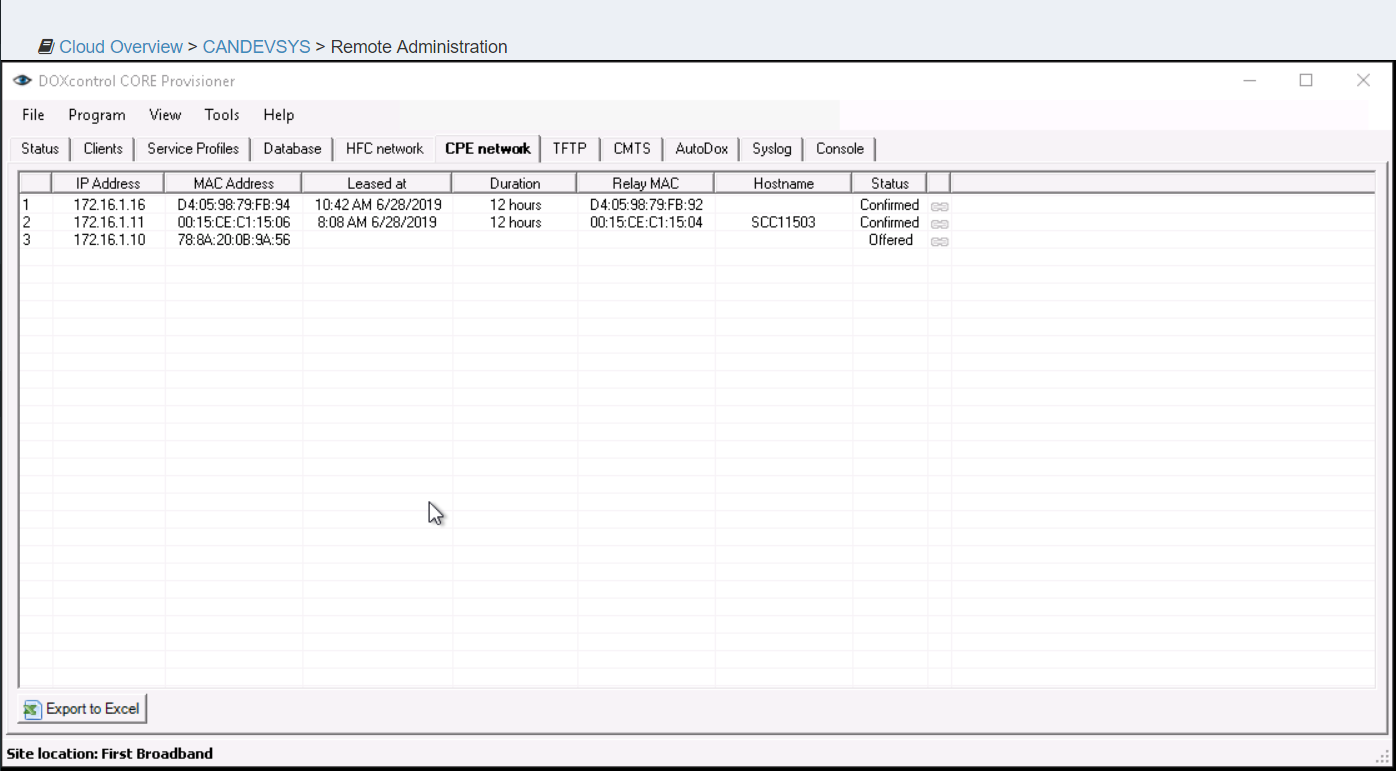 Cloud Overview > CANDEVSYS > Remote Administration
DOXcontrol CORE Provisioner
File Program View Tools Help
Status Clients Service Profiles Database HFC network CPE network TFTP CMTS AutoDox Syslog Console
IP Address MAC Address Leased at Duration Relay MAC Hostname Status
1 172.16.1.16 D4:05:98:79:FB:94 10:42 AM 6/28/2019 12 hours D4:05:98:79:FB:92 Confirmed
2 172.16.1.11 00:15:CE:C1:15:06 8:08 AM 6/28/2019 12 hours 00:15:CE:C1:15:04 SCC11503 Confirmed
3 172.16.1.10 78:8A:20:0B:9A:56 Offered
Export to Excel
Site location: First Broadband